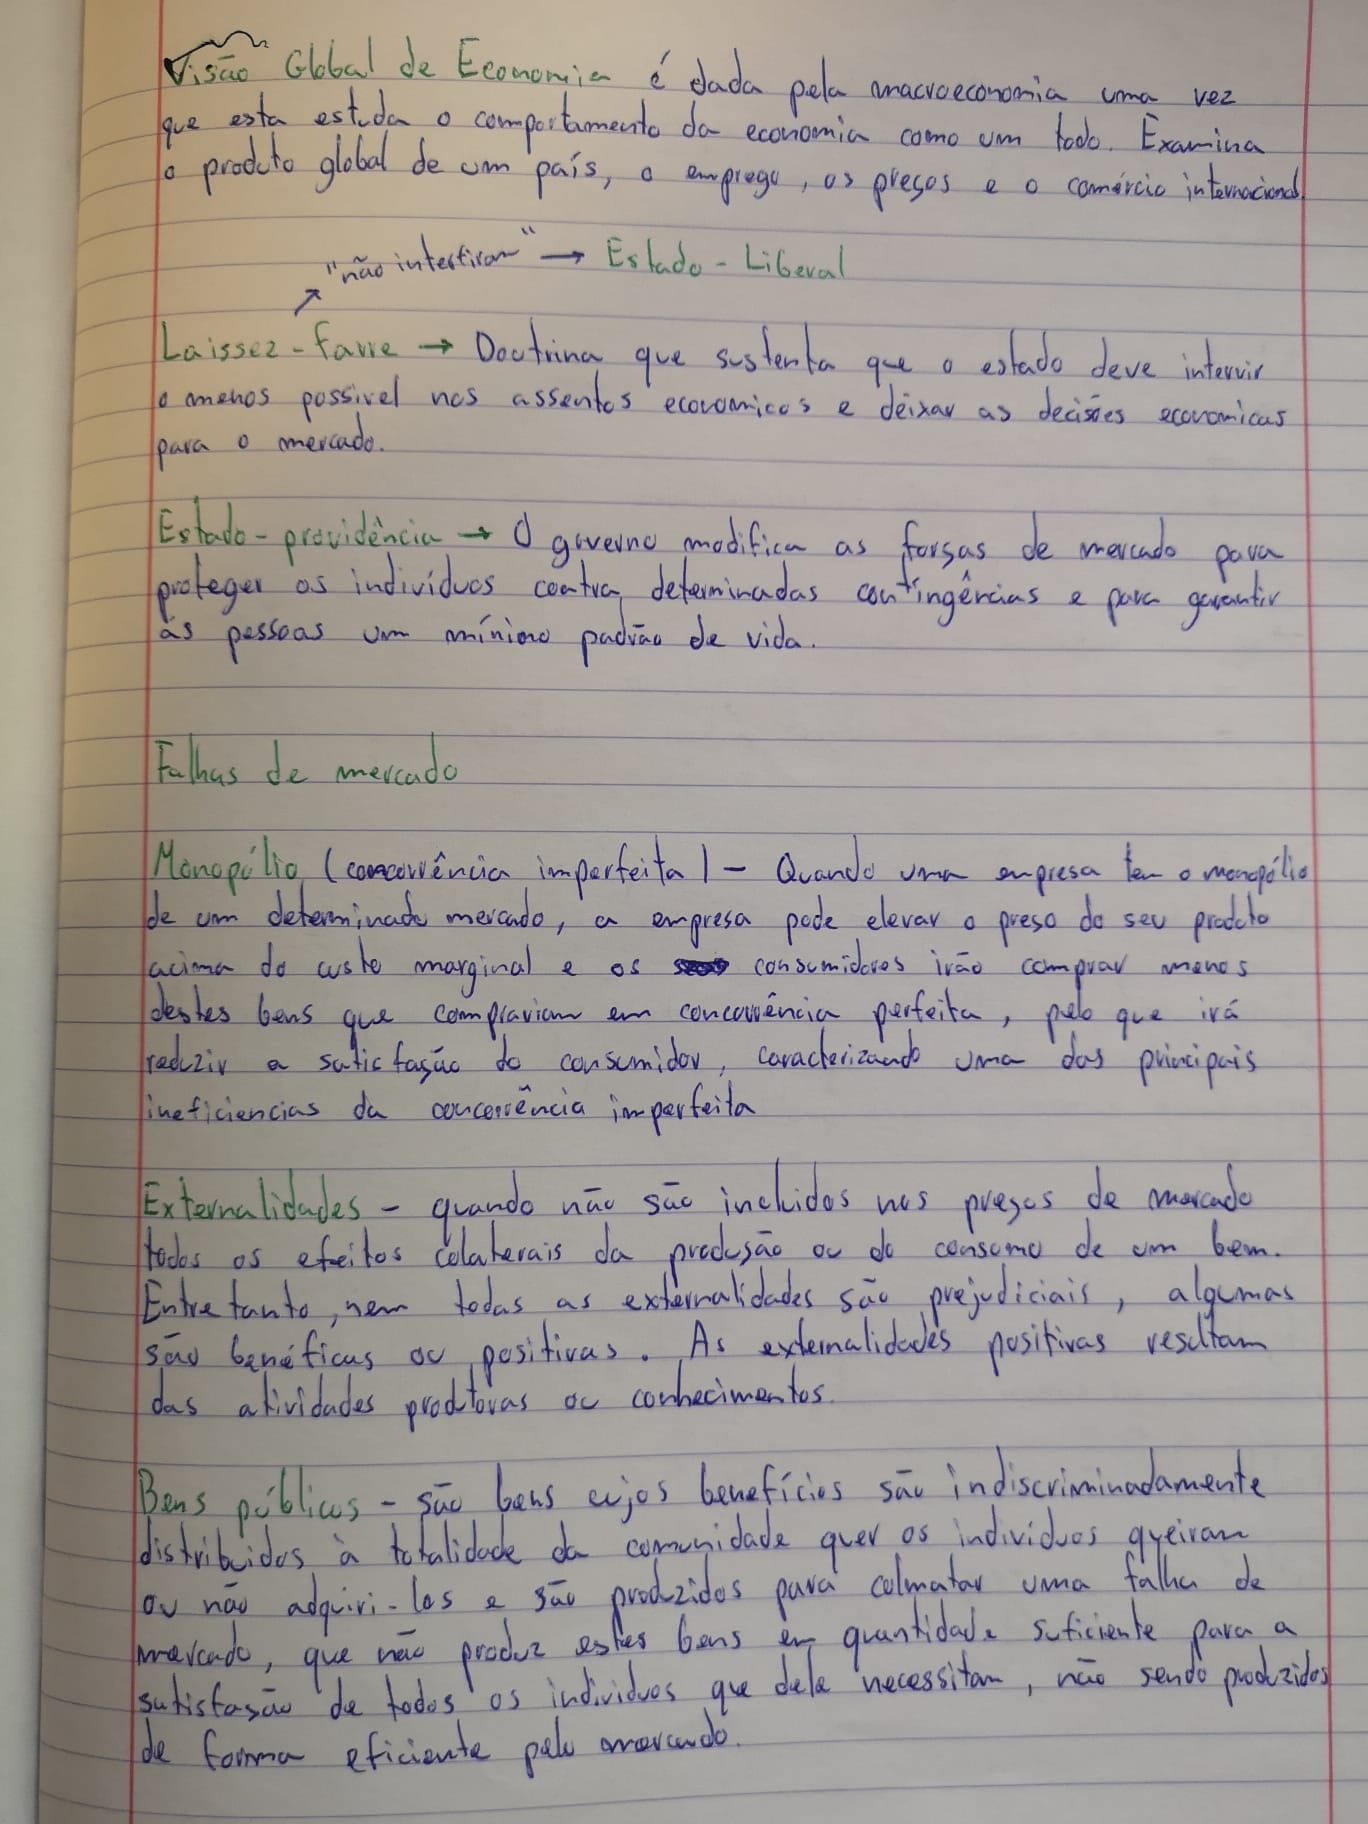 Visão Global de Economia é dada pela macroeconomia uma vez
que esta estuda o comportamento da economia como um todo. Examina
o produto global de um país, o emprego, os preços e o comércio internacional
"não interferir" → Estado - Liberal
Laissez - Faire → Doutrina que sustenta que o estado deve intervir
o menos possivel nos assentos economicos e deixar as decisões economicas
para o mercado.
Estado - providência → O governo modifica as forsas de mercado para
proteger os indivíduos contra determinadas contingências e para garantir
ás pessoas um mínimo padrão de vida.
Falhas de mercado
Monopólio (concorrência imperfeita) - Quando uma empresa tem o monopólio
de um determinado mercado, a empresa pode elevar o preso do seu produto
acima do custo marginal e os consumidores irão comprar menos
destes bens que comprariam em concorrência perfeita, pelo que irá
reduzir a satisfasão do consumidor, caracterizando uma das principais
ineficiencias da concorrência imperfeita
Externalidades - quando não são incluidos nos presos de mercado
todos os efeitos colaterais da produsão ou do consumo de um bem.
Entretanto, nem todas as externalidades são prejudiciais, algumas
são benéficas ou positivas. As externalidades positivas resultam
das atividades produtoras ou conhecimentos.
Bens públicos - são bens cujos benefícios são indiscriminadamente
distribuidos à totalidade da comunidade quer os individuos queiram
ou não adquiri-los e são produzidos para colmatar uma falha de
mercado, que não produz estes bens em quantidade suficiente para a
satisfasão de todos os individuos que dele necessitam, não sendo produzidos
de forma eficiente pelo mercado.